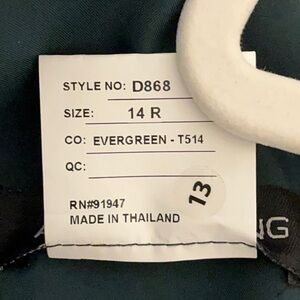 STYLE NO: D868
SIZE: 14 R
CO: EVERGREEN - T514
QC:
13
RN#91947
MADE IN THAILAND